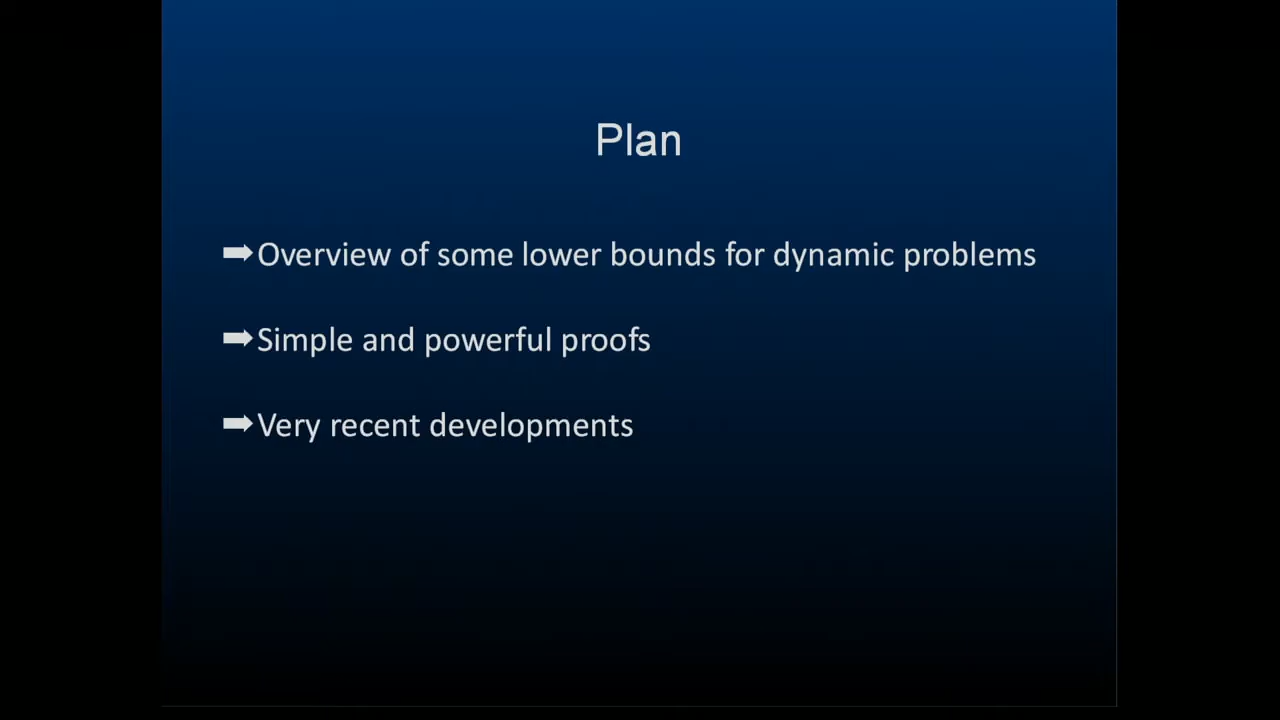 Plan
➡Overview of some lower bounds for dynamic problems
➡Simple and powerful proofs
➡Very recent developments